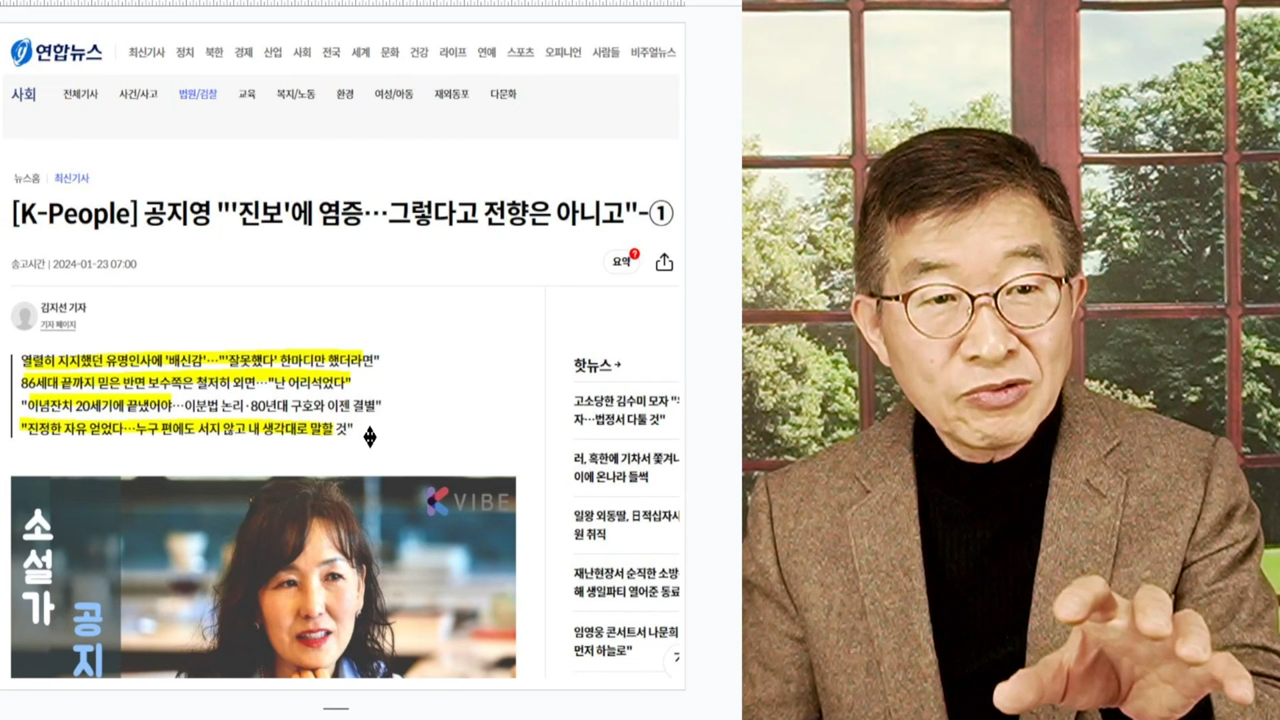 연합뉴스
최신기사 정치 북한 경제 산업 사회 전국 세계 문화 건강 라이프 연예 스포츠 오피니언 사람들 비주얼뉴스
사회 전체기사 사건/사고 법원/검찰 교육 복지/노동 환경 여성/아동 재외동포 다문화
뉴스홈 최신기사
[K-People] 공지영 "'진보'에 염증…그렇다고 전향은 아니고"-①
송고시간 | 2024-01-23 07:00
요약 ?
김지선 기자
기자 페이지
열렬히 지지했던 유명인사에 '배신감'…"'잘못했다' 한마디만 했더라면"
86세대 끝까지 믿은 반면 보수쪽은 철저히 외면…"난 어리석었다"
"이념잔치 20세기에 끝냈어야…이분법 논리·80년대 구호와 이젠 결별"
"진정한 자유 얻었다…누구 편에도 서지 않고 내 생각대로 말할 것"
핫뉴스
고소당한 김수미 모자
자…법정서 다툴 것"
러, 혹한에 기차서 쫓겨나
이에 온나라 들썩
일왕 외동딸, 日적십자사
원 취직
재난현장서 순직한 소방
해 생일파티 열어준 동료
임영웅 콘서트서 나문희
먼저 하늘로"
K VIBE
소설가
공지